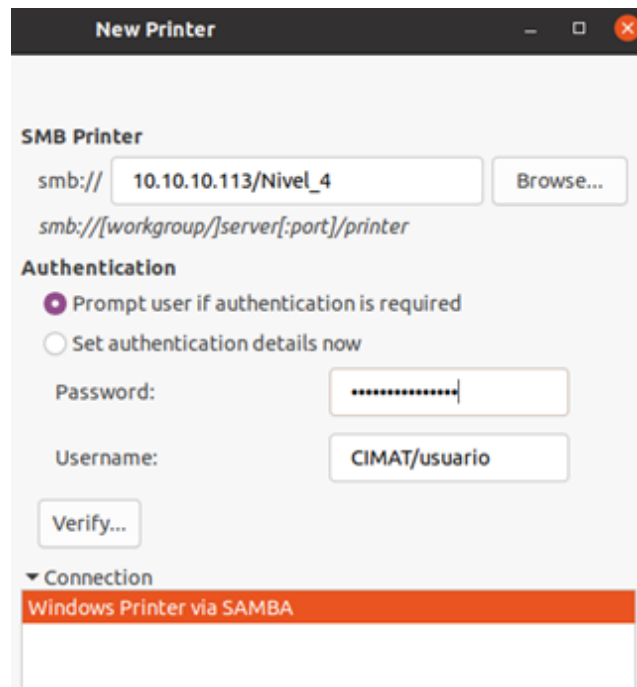 New Printer
SMB Printer
smb:// 10.10.10.113/Nivel_4 Browse...
smb://[workgroup/]server[:port]/printer
Authentication
Prompt user if authentication is required
Set authentication details now
Password: •••••••••••••••
Username: CIMAT/usuario
Verify...
Connection
Windows Printer via SAMBA